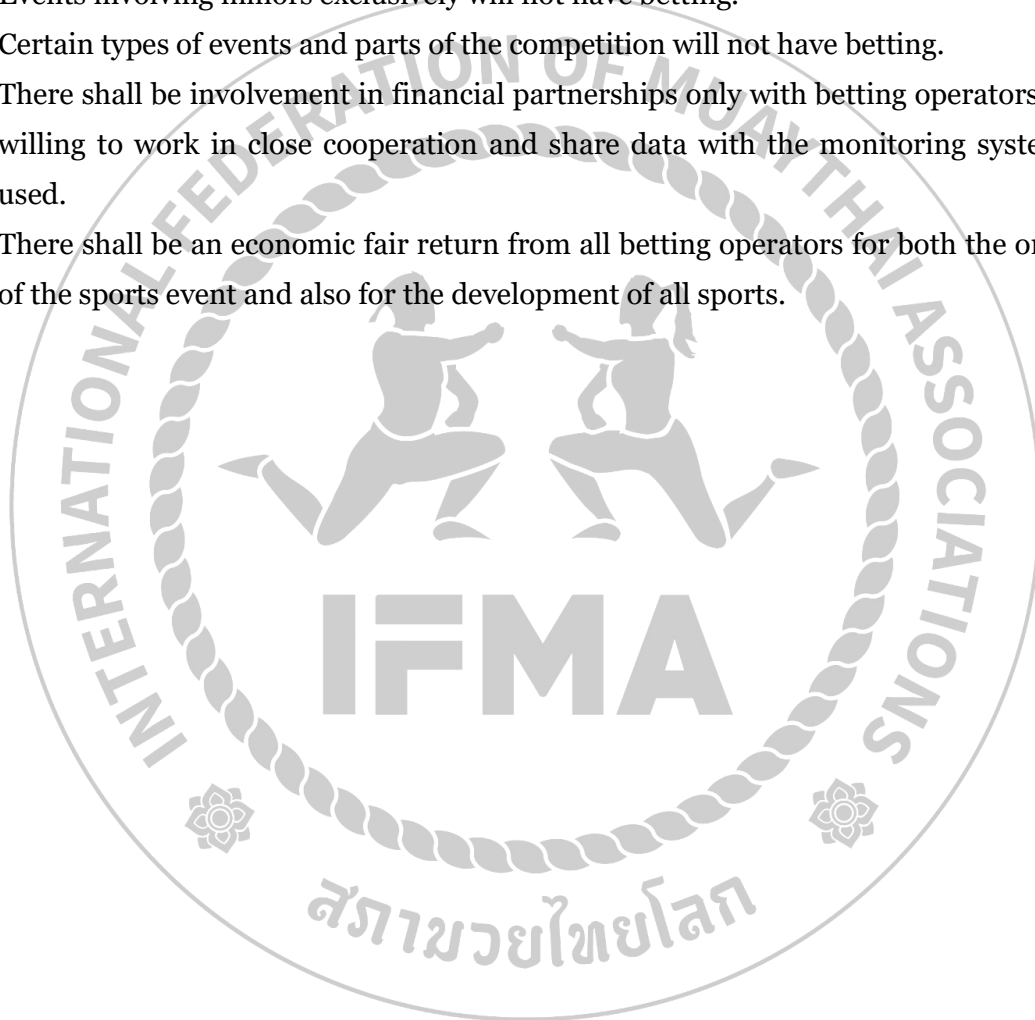 Events involving minors exclusively will not have betting.
Certain types of events and parts of the competition will not have betting.
There shall be involvement in financial partnerships only with betting operators
willing to work in close cooperation and share data with the monitoring
used.
There shall be an economic fair return from all betting operators for both the
of the sports event and also for the development of all sports.
INTERNATIONAL FEDERATION OF MUAYTHAI ASSOCIATIONS
IFMA
สภามวยไทยโลก